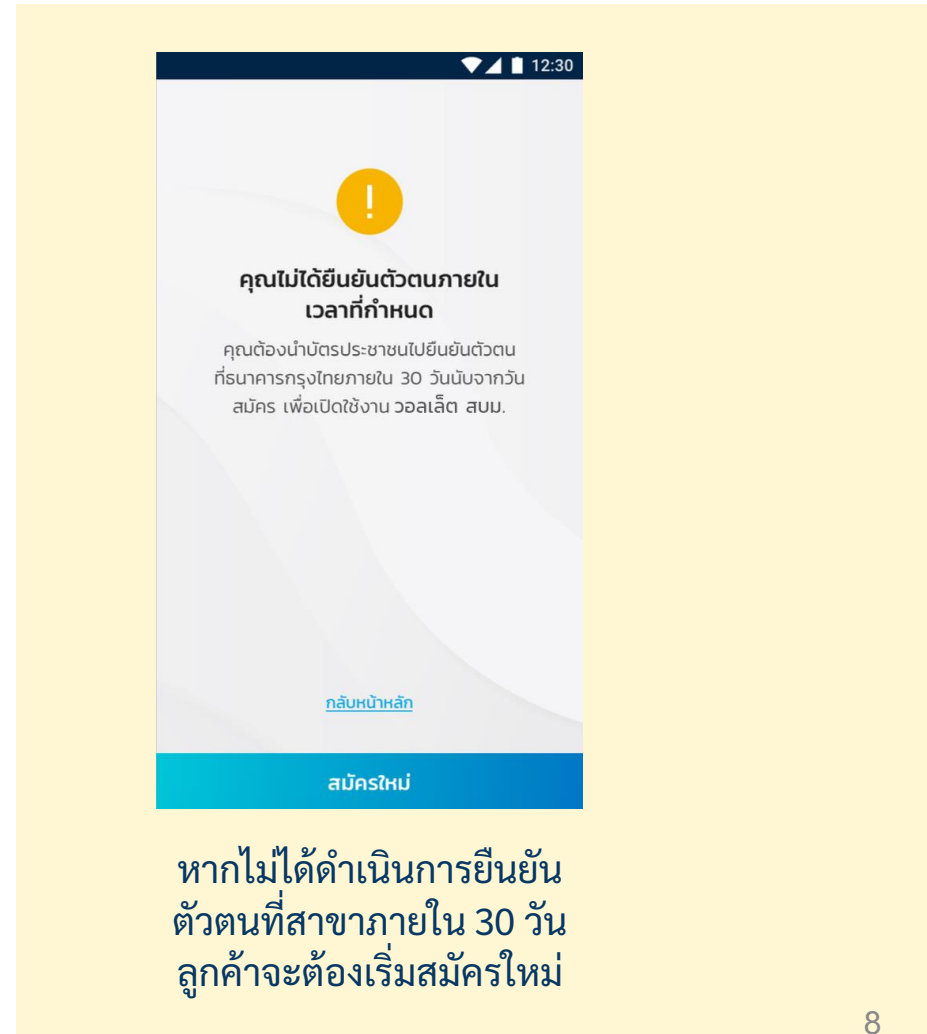 12:30
!
คุณไม่ได้ยืนยันตัวตนภายใน
เวลาที่กำหนด
คุณต้องนำบัตรประชาชนไปยืนยันตัวตน
ที่ธนาคารกรุงไทยภายใน 30 วันนับจากวัน
สมัคร เพื่อเปิดใช้งาน วอลเล็ต สบม.
กลับหน้าหลัก
สมัครใหม่
หากไม่ได้ดำเนินการยืนยัน
ตัวตนที่สาขาภายใน 30 วัน
ลูกค้าจะต้องเริ่มสมัครใหม่
8